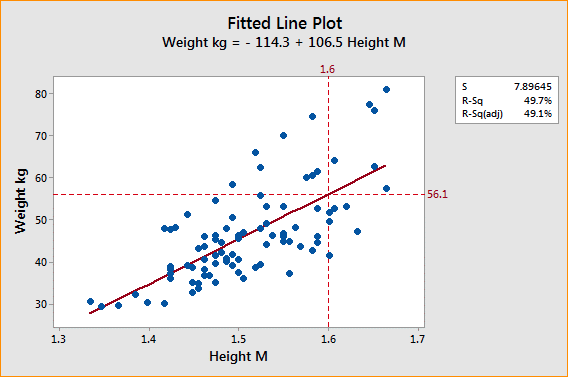 Fitted Line Plot
Weight kg = - 114.3 + 106.5 Height M
1.6
S 7.89645
R-Sq 49.7%
R-Sq(adj) 49.1%
80
70
60
56.1
50
40
30
Weight kg
1.3 1.4 1.5 1.6 1.7
Height M